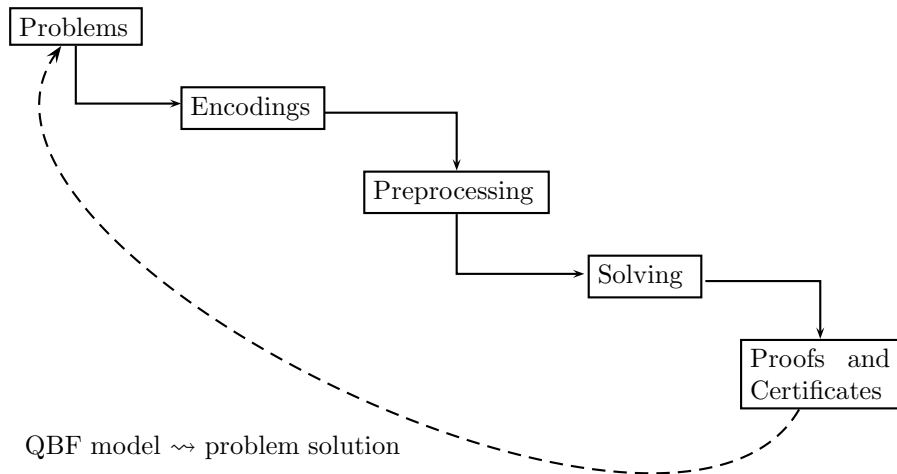 Problems
Encodings
Preprocessing
Solving
Proofs and
Certificates
QBF model ⇝ problem solution